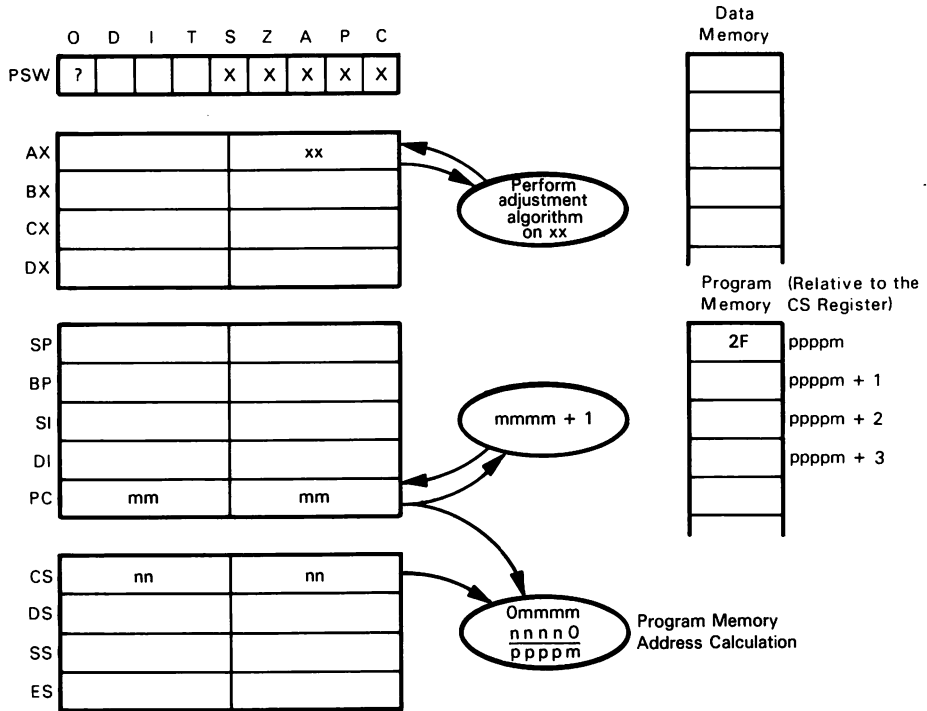 O D I T S Z A P C
PSW ? X X X X X
Data
Memory
AX xx
BX
CX
DX
Perform
adjustment
algorithm
on xx
Program
Memory
(Relative to the
CS Register)
2F ppppm
ppppm + 1
ppppm + 2
ppppm + 3
SP
BP
SI
DI
PC mm mm
mmmm + 1
CS nn nn
DS
SS
ES
0mmmm
nnnn0
ppppm
Program Memory
Address Calculation